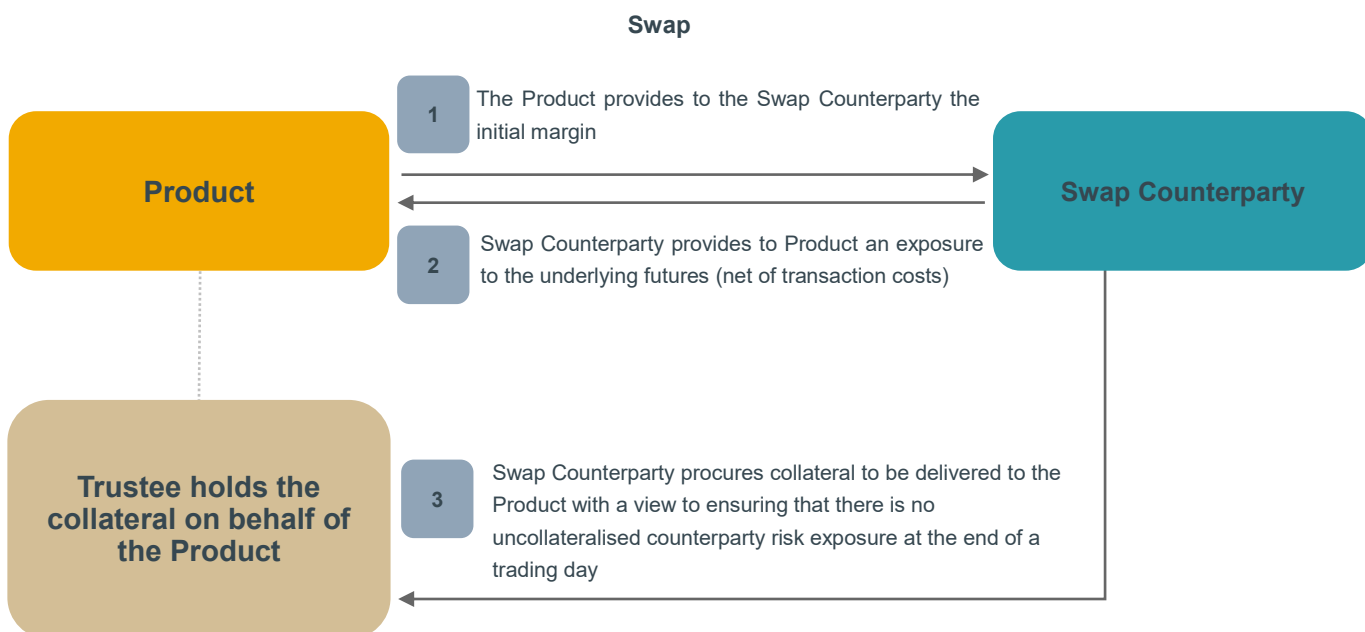 Swap
1
The Product provides to the Swap Counterparty the
initial margin
Product
Swap Counterparty
2
Swap Counterparty provides to Product an exposure
to the underlying futures (net of transaction costs)
Trustee holds the
collateral on behalf of
the Product
3
Swap Counterparty procures collateral to be delivered to the
Product with a view to ensuring that there is no
uncollateralised counterparty risk exposure at the end of a
trading day